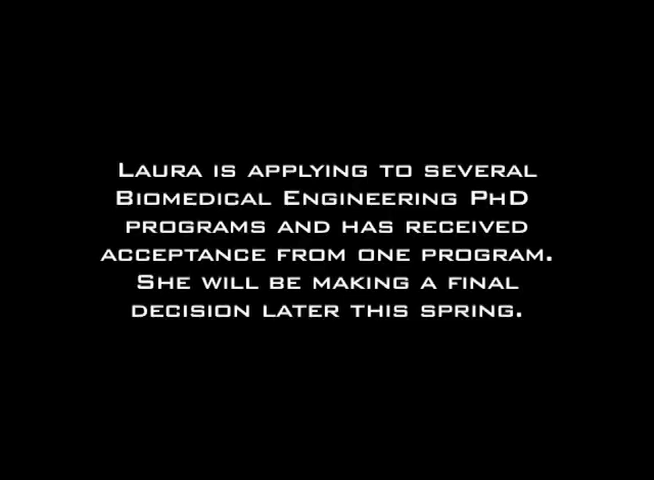 Laura is applying to several
Biomedical Engineering PhD
programs and has received
acceptance from one program.
She will be making a final
decision later this spring.